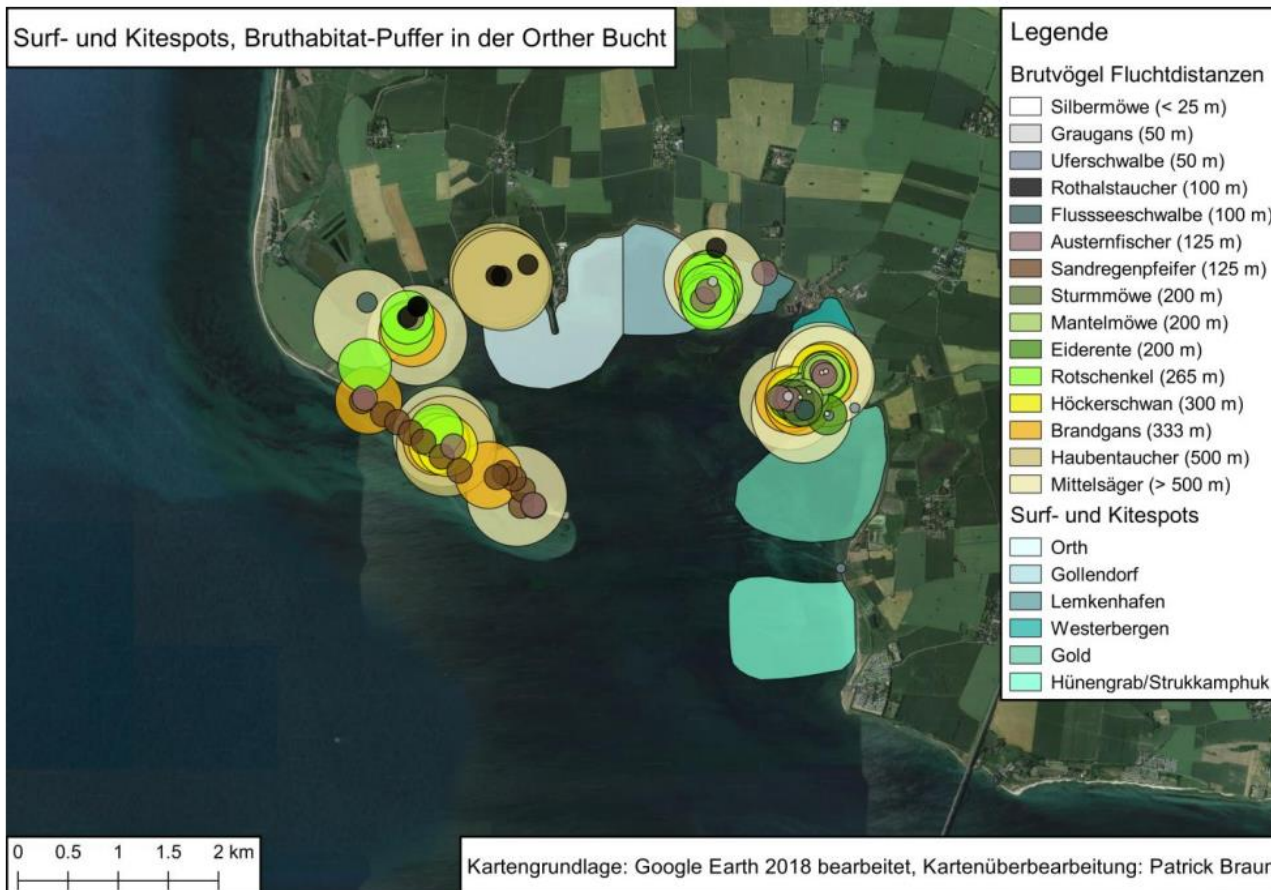 Surf- und Kitespots, Bruthabitat-Puffer in der Orther Bucht
Legende
Brutvögel Fluchtdistanzen
Silbermöwe (< 25 m)
Graugans (50 m)
Uferschwalbe (50 m)
Rothalstaucher (100 m)
Flussseeschwalbe (100 m)
Austernfischer (125 m)
Sandregenpfeifer (125 m)
Sturmmöwe (200 m)
Mantelmöwe (200 m)
Eiderente (200 m)
Rotschenkel (265 m)
Höckerschwan (300 m)
Brandgans (333 m)
Haubentaucher (500 m)
Mittelsäger (> 500 m)
Surf- und Kitespots
Orth
Gollendorf
Lemkenhafen
Westerbergen
Gold
Hünengrab/Strukkamphuk
0 0.5 1 1.5 2 km
Kartengrundlage: Google Earth 2018 bearbeitet, Kartenüberbearbeitung: Patrick Braun